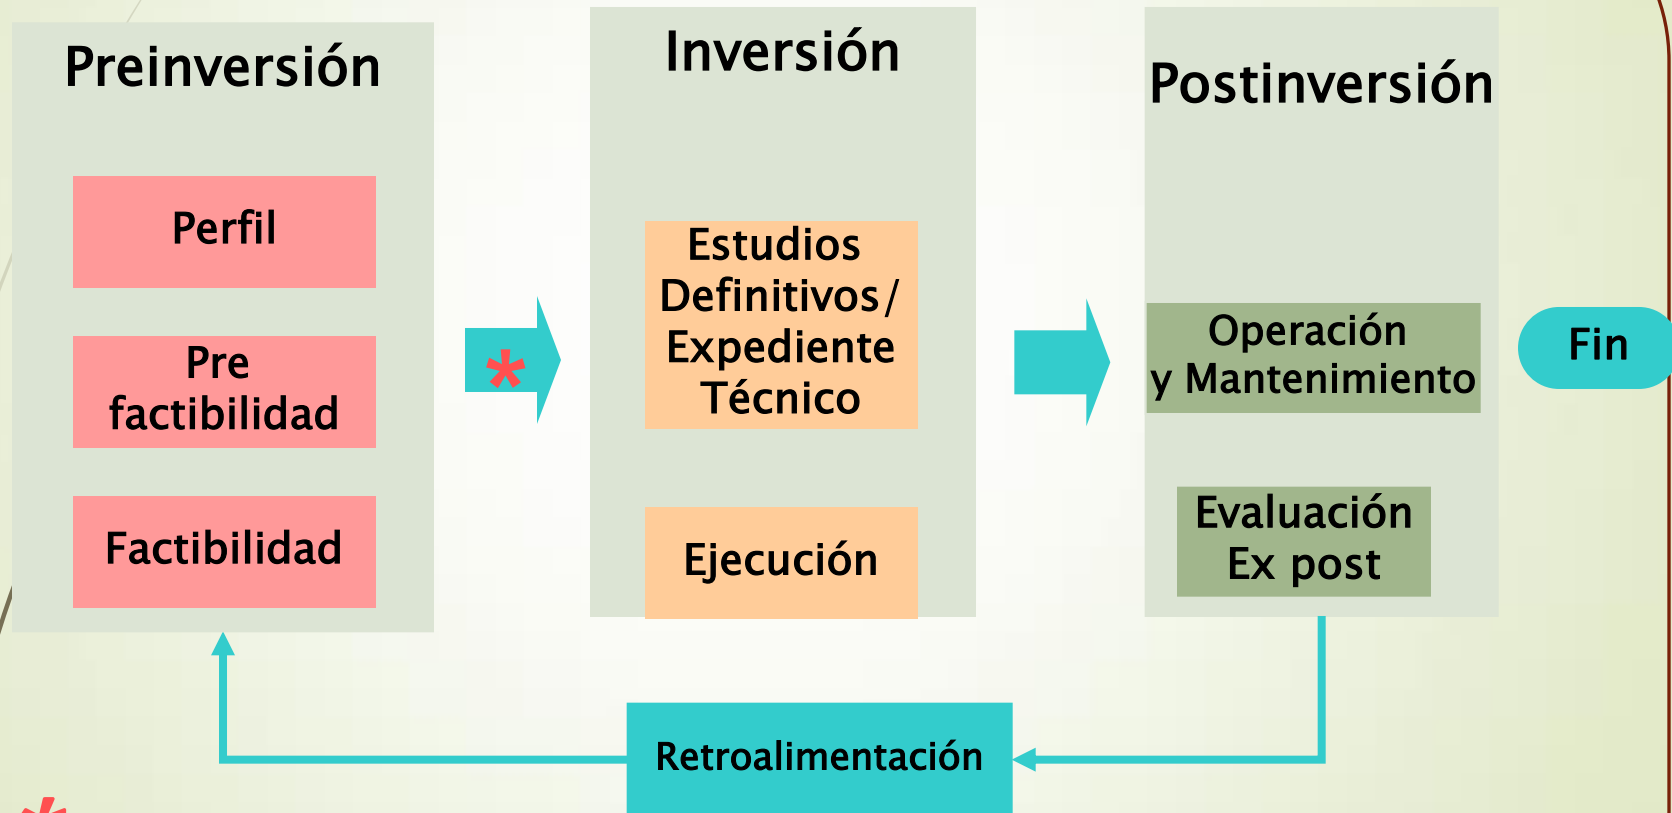 Preinversión
Perfil
Pre
factibilidad
Factibilidad
*
Inversión
Estudios
Definitivos/
Expediente
Técnico
Ejecución
Postinversión
Operación
y Mantenimiento
Evaluación
Ex post
Fin
Retroalimentación
*